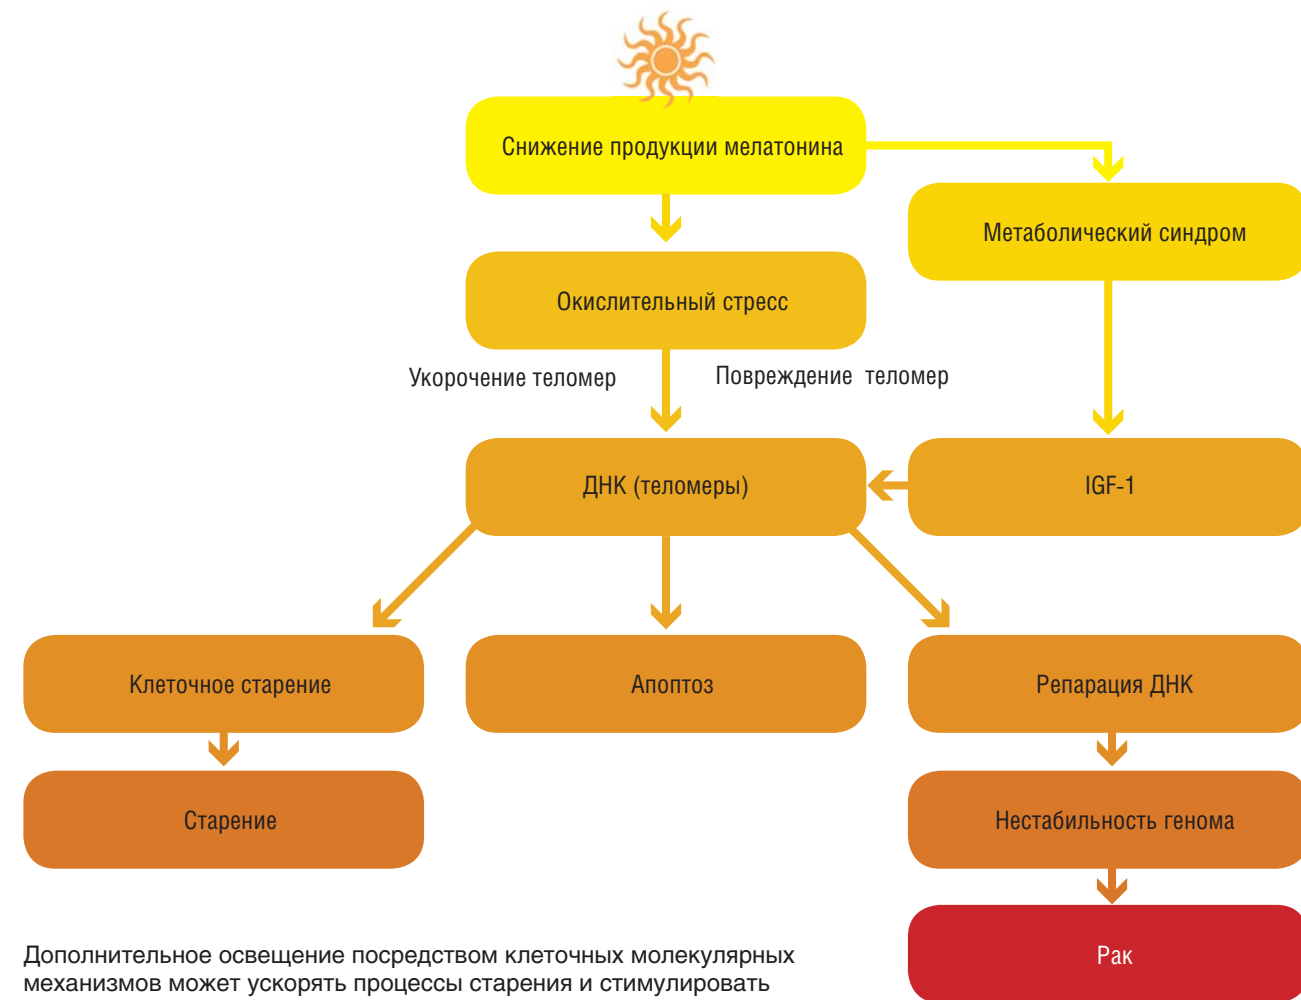 Снижение продукции мелатонина
Метаболический синдром
Окислительный стресс
Укорочение теломер
Повреждение теломер
ДНК (теломеры)
IGF-1
Клеточное старение
Апоптоз
Репарация ДНК
Старение
Нестабильность генома
Рак
Дополнительное освещение посредством клеточных молекулярных
механизмов может ускорять процессы старения и стимулировать